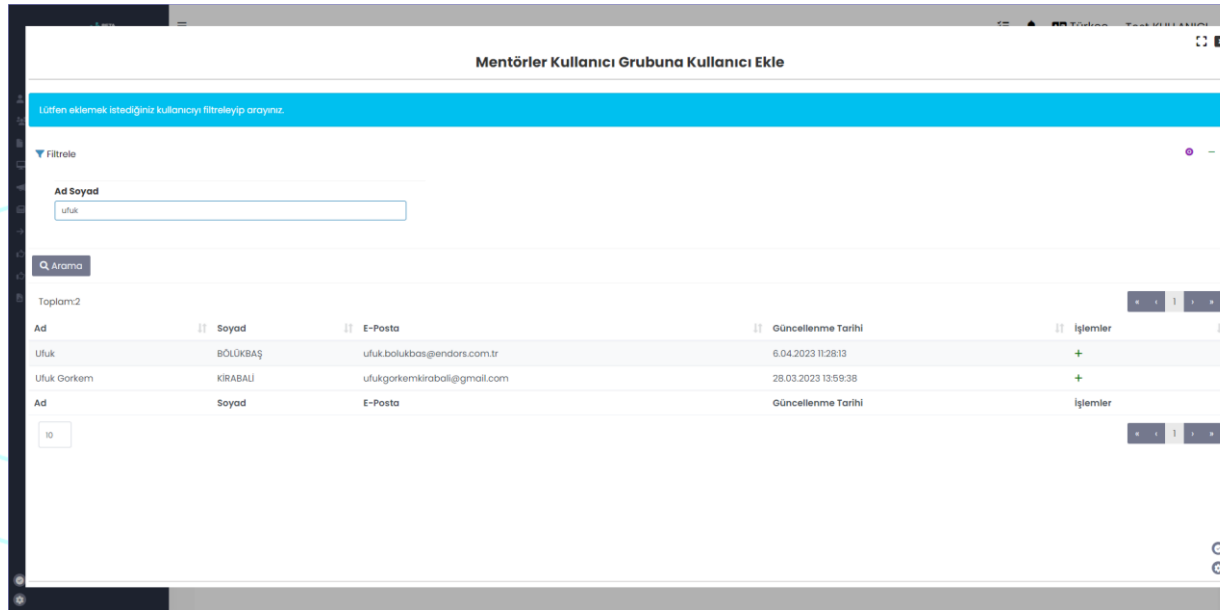 Türkçe Test KULLANICI
Mentörler Kullanıcı Grubuna Kullanıcı Ekle
Lütfen eklemek istediğiniz kullanıcıyı filtreleyip arayınız.
Filtrele
Ad Soyad
ufuk
Arama
Toplam:2
« ‹ 1 › »
Ad Soyad E-Posta Güncellenme Tarihi İşlemler
Ufuk BÖLÜKBAŞ ufuk.bolukbas@endors.com.tr 6.04.2023 11:28:13 +
Ufuk Gorkem KİRABALİ ufukgorkemkirabali@gmail.com 28.03.2023 13:59:38 +
Ad Soyad E-Posta Güncellenme Tarihi İşlemler
10
« ‹ 1 › »